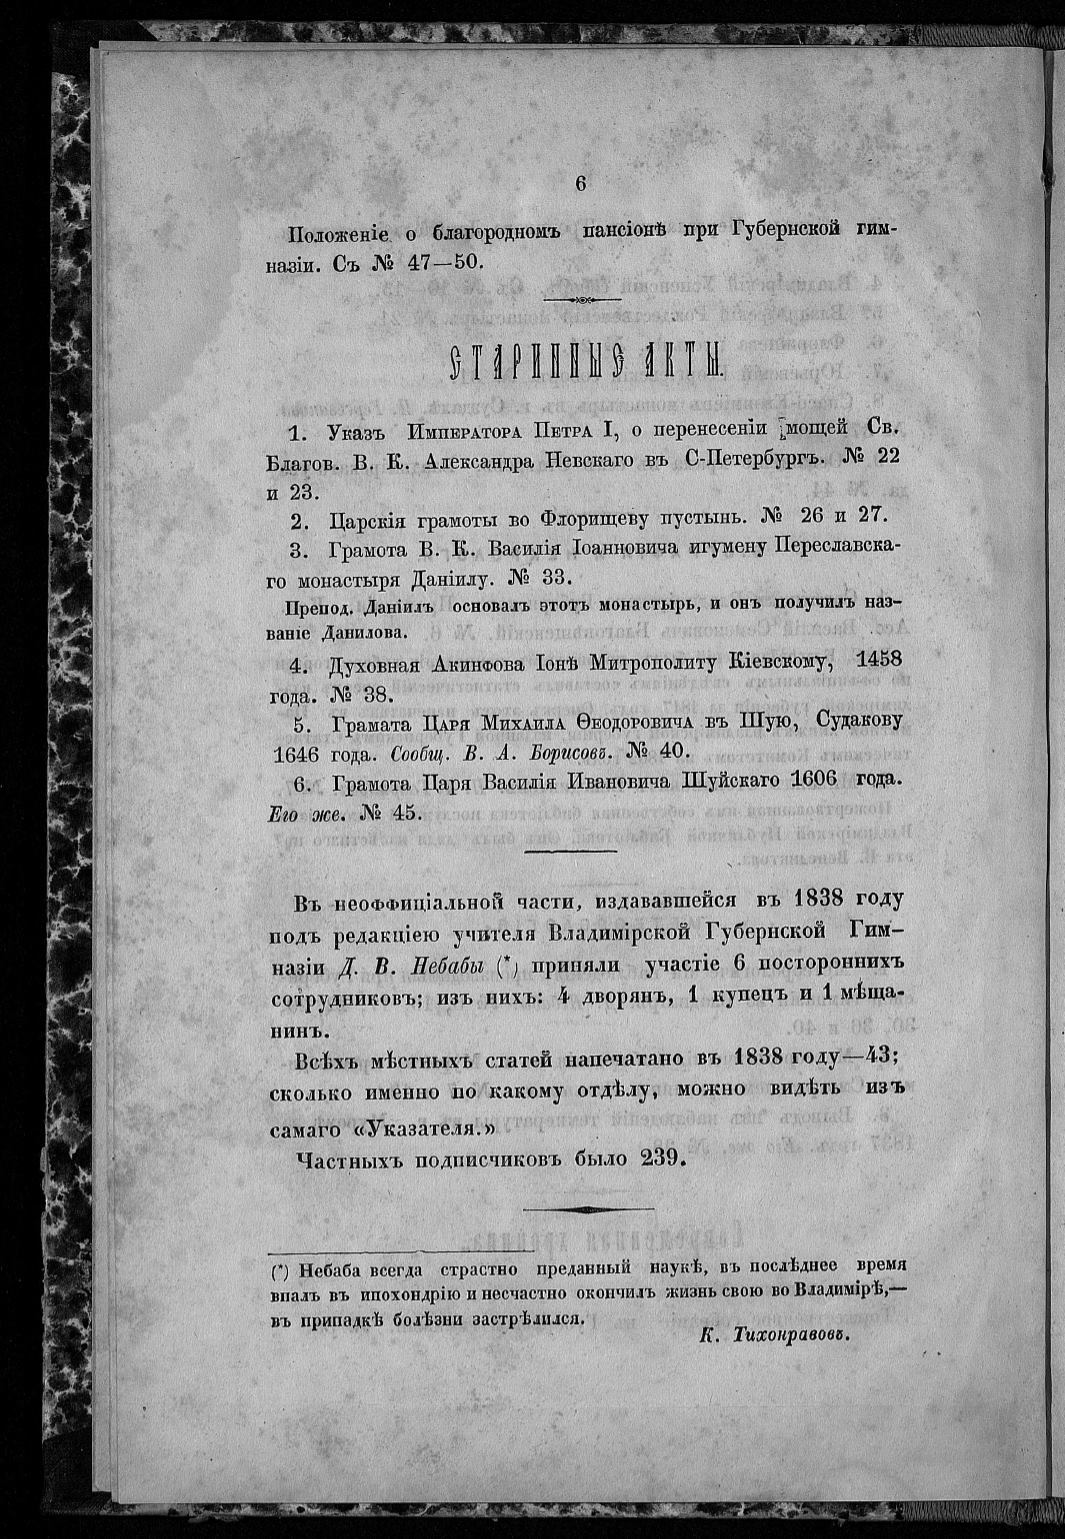 6
Положеніе о благородномъ пансіонѣ при Губернской гим-
назіи. Съ № 47—50.
СТАРИННЫЕ АКТЫ.
1. Указъ Императора Петра I, о перенесеніи мощей Св.
Благов. В. К. Александра Невскаго въ С-Петербургъ. № 22
и 23.
2. Царскія грамоты во Флорищеву пустынь. № 26 и 27.
3. Грамота В. К. Василія Іоанновича игумену Переславска-
го монастыря Даніилу. № 33.
Препод. Даніилъ основалъ этотъ монастырь, и онъ получилъ наз-
ваніе Данилова.
4. Духовная Акинфова Іонѣ Митрополиту Кіевскому, 1458
года. № 38.
5. Грамата Царя Михаила Ѳеодоровича въ Шую, Судакову
1646 года. Сообщ. В. А. Борисовъ. № 40.
6. Грамота Царя Василія Ивановича Шуйскаго 1606 года.
Его же. № 45.
Въ неоффиціальной части, издававшейся въ 1838 году
подъ редакціею учителя Владимірской Губернской Гим-
назіи Д. В. Небабы (*) приняли участіе 6 постороннихъ
сотрудниковъ; изъ нихъ: 4 дворянъ, 1 купецъ и 1 мѣща-
нинъ.
Всѣхъ мѣстныхъ статей напечатано въ 1838 году—43;
сколько именно по какому отдѣлу, можно видѣть изъ
самаго «Указателя.»
Частныхъ подписчиковъ было 239.
(*) Небаба всегда страстно преданный наукѣ, въ послѣднее время
впалъ въ ипохондрію и несчастно окончилъ жизнь свою во Владимірѣ,—
въ припадкѣ болѣзни застрѣлился.
К. Тихонравовъ.